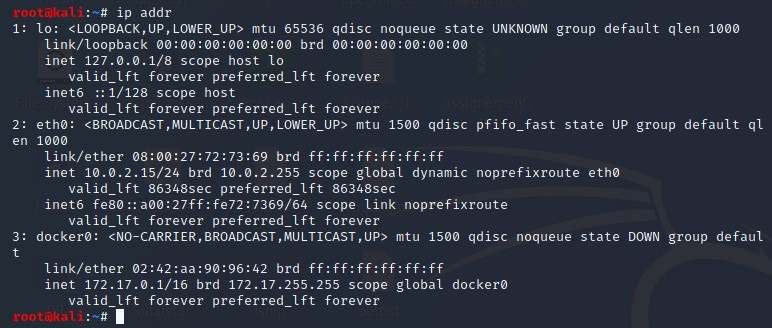 root@kali:~# ip addr
1: lo: <LOOPBACK,UP,LOWER_UP> mtu 65536 qdisc noqueue state UNKNOWN group default qlen 1000
    link/loopback 00:00:00:00:00:00 brd 00:00:00:00:00:00
    inet 127.0.0.1/8 scope host lo
       valid_lft forever preferred_lft forever
    inet6 ::1/128 scope host
       valid_lft forever preferred_lft forever
2: eth0: <BROADCAST,MULTICAST,UP,LOWER_UP> mtu 1500 qdisc pfifo_fast state UP group default ql
en 1000
    link/ether 08:00:27:72:73:69 brd ff:ff:ff:ff:ff:ff
    inet 10.0.2.15/24 brd 10.0.2.255 scope global dynamic noprefixroute eth0
       valid_lft 86348sec preferred_lft 86348sec
    inet6 fe80::a00:27ff:fe72:7369/64 scope link noprefixroute
       valid_lft forever preferred_lft forever
3: docker0: <NO-CARRIER,BROADCAST,MULTICAST,UP> mtu 1500 qdisc noqueue state DOWN group defaul
t
    link/ether 02:42:aa:90:96:42 brd ff:ff:ff:ff:ff:ff
    inet 172.17.0.1/16 brd 172.17.255.255 scope global docker0
       valid_lft forever preferred_lft forever
root@kali:~#